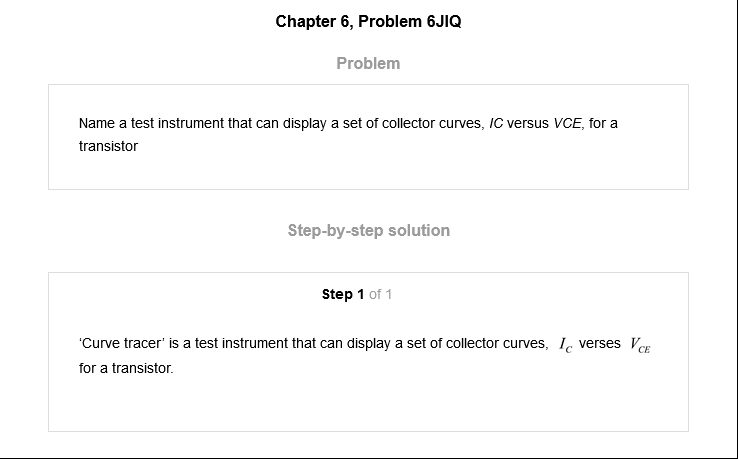 Chapter 6, Problem 6JIQ
Problem
Name a test instrument that can display a set of collector curves, IC versus VCE, for a
transistor
Step-by-step solution
Step 1 of 1
‘Curve tracer’ is a test instrument that can display a set of collector curves, I_C verses V_CE
for a transistor.